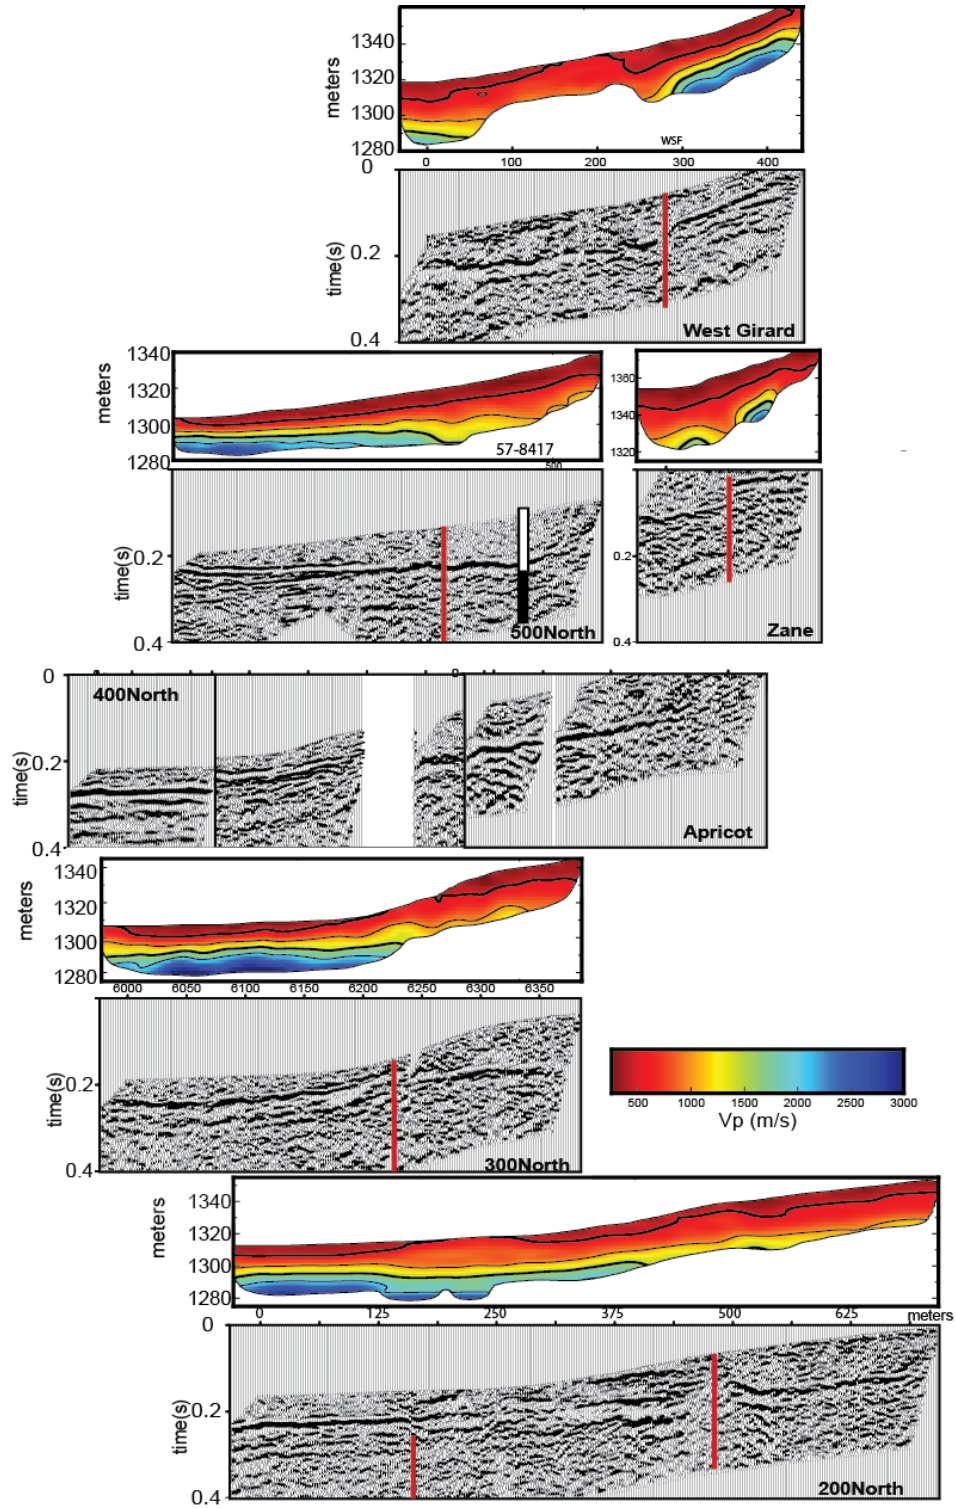 1340
1320
1300
1280
meters
WSF
0 100 200 300 400
0
0.2
0.4
time(s)
West Girard
1340
1320
1300
1280
meters
57-8417
500
1360
1340
1320
0.2
0.4
time(s)
500North
0.2
0.4
Zane
0
0.2
0.4
time(s)
400North
0
Apricot
1340
1320
1300
1280
meters
6000 6050 6100 6150 6200 6250 6300 6350
0.2
0.4
time(s)
300North
500 1000 1500 2000 2500 3000
Vp (m/s)
1340
1320
1300
1280
meters
0 125 250 375 500 625 meters
0
0.2
0.4
time(s)
200North